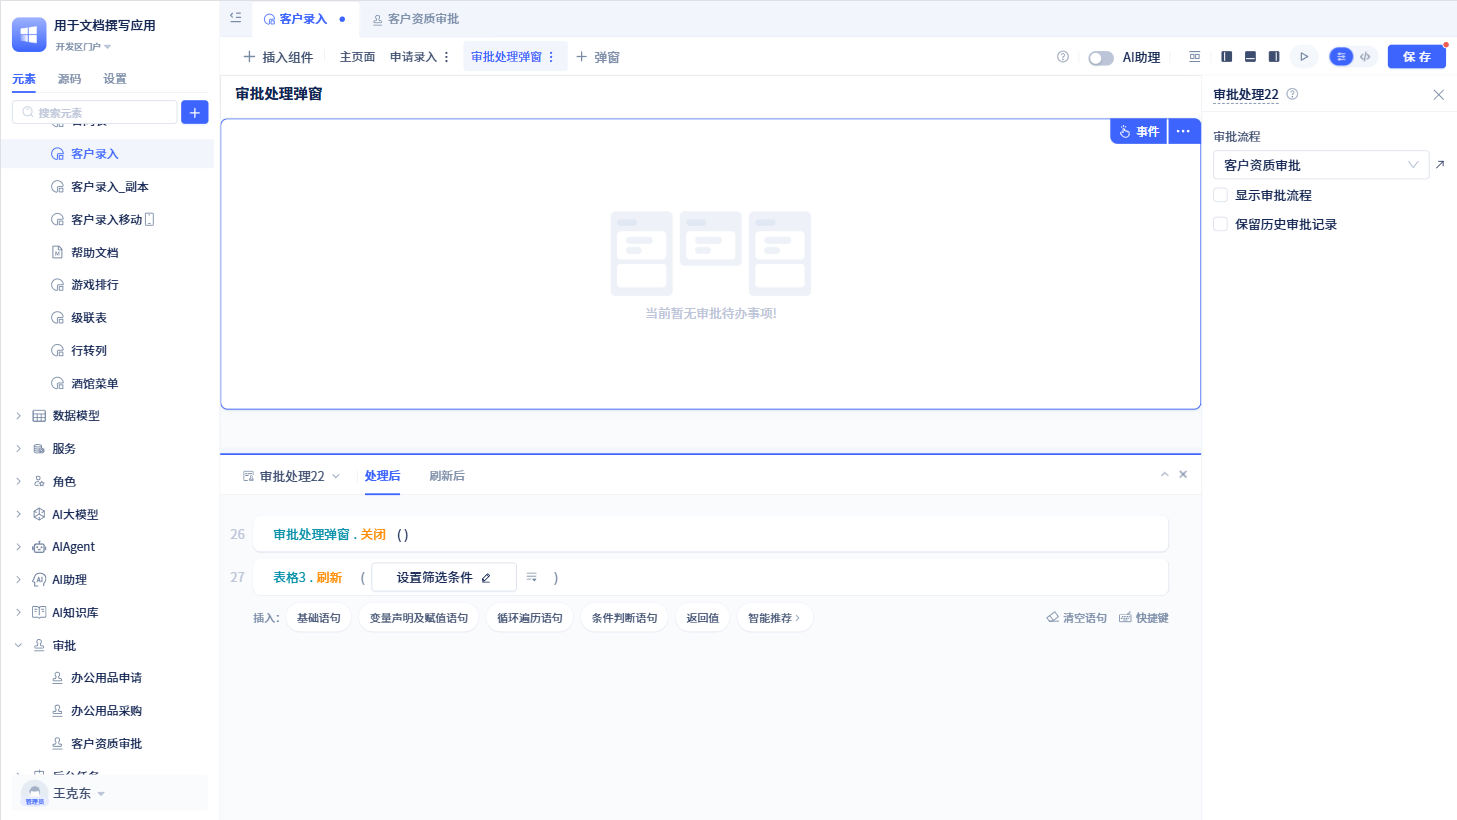 用于文档撰写应用
开发区门户
元素 源码 设置
搜索元素
客户录入
客户录入_副本
客户录入移动
帮助文档
游戏排行
级联表
行转列
酒馆菜单
数据模型
服务
角色
AI大模型
AIAgent
AI助理
AI知识库
审批
办公用品申请
办公用品采购
客户资质审批
后台任务
管理员
王克东
客户录入 客户资质审批
插入组件 主页面 申请录入 审批处理弹窗 弹窗
AI助理
保存
审批处理弹窗
事件
当前暂无审批待办事项!
审批处理22 处理后 刷新后
26 审批处理弹窗 . 关闭 ( )
27 表格3 . 刷新 ( 设置筛选条件 )
插入： 基础语句 变量声明及赋值语句 循环遍历语句 条件判断语句 返回值 智能推荐 清空语句 快捷键
审批处理22
审批流程
客户资质审批
显示审批流程
保留历史审批记录